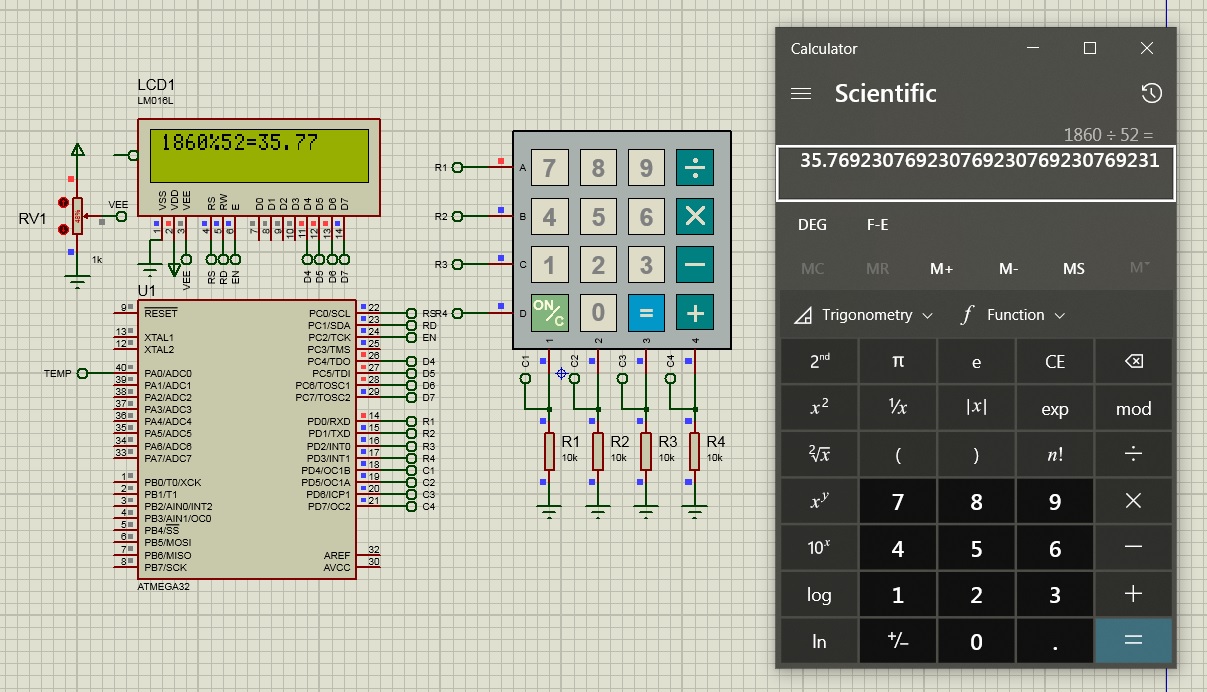 LCD1
LM016L
1860%52=35.77
VSS
VDD
VEE
RS
RW
E
D0
D1
D2
D3
D4
D5
D6
D7
1
2
3
4
5
6
7
8
9
10
11
12
13
14
RV1
48%
1k
VEE
VEE
RS
RD
EN
D4
D5
D6
D7
U1
9 RESET
13 XTAL1
12 XTAL2
TEMP
40 PA0/ADC0
39 PA1/ADC1
38 PA2/ADC2
37 PA3/ADC3
36 PA4/ADC4
35 PA5/ADC5
34 PA6/ADC6
33 PA7/ADC7
1 PB0/T0/XCK
2 PB1/T1
3 PB2/AIN0/INT2
4 PB3/AIN1/OC0
5 PB4/SS
6 PB5/MOSI
7 PB6/MISO
8 PB7/SCK
PC0/SCL 22 RS
PC1/SDA 23 RD
PC2/TCK 24 EN
PC3/TMS 25
PC4/TDO 26 D4
PC5/TDI 27 D5
PC6/TOSC1 28 D6
PC7/TOSC2 29 D7
PD0/RXD 14 R1
PD1/TXD 15 R2
PD2/INT0 16 R3
PD3/INT1 17 R4
PD4/OC1B 18 C1
PD5/OC1A 19 C2
PD6/ICP1 20 C3
PD7/OC2 21 C4
AREF 32
AVCC 30
ATMEGA32
R1 A 7 8 9 ÷
R2 B 4 5 6 ×
R3 C 1 2 3 −
R4 D ON/C 0 = +
1 2 3 4
C1 C2 C3 C4
R1 R2 R3 R4
10k 10k 10k 10k
Calculator
Scientific
1860 ÷ 52 =
35.769230769230769230769230769231
DEG F-E
MC MR M+ M- MS M˅
Trigonometry f Function
2nd π e CE
x² ¹/x |x| exp mod
²√x ( ) n! ÷
xʸ 7 8 9 ×
10ˣ 4 5 6 −
log 1 2 3 +
ln +/− 0 . =